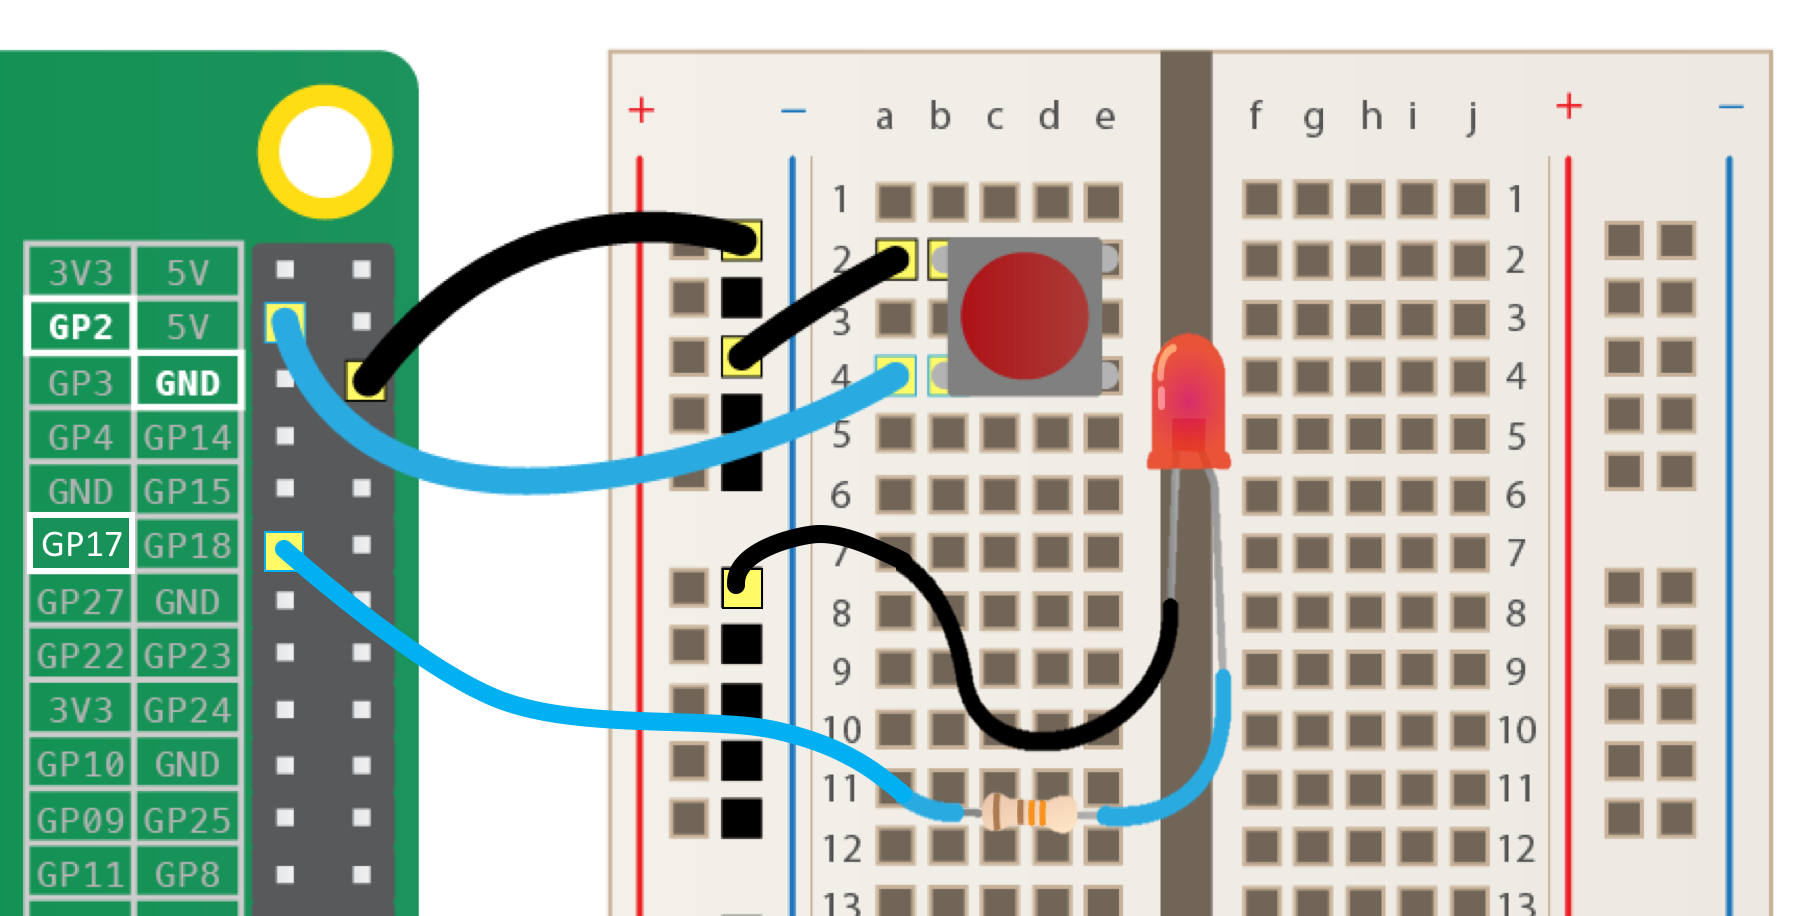 + − a b c d e f g h i j + −
1 1
3V3 5V 2 2
GP2 5V 3 3
GP3 GND 4 4
GP4 GP14 5 5
GND GP15 6 6
GP17 GP18 7 7
GP27 GND 8 8
GP22 GP23 9 9
3V3 GP24 10 10
GP10 GND 11 11
GP09 GP25 12 12
GP11 GP8 13 13